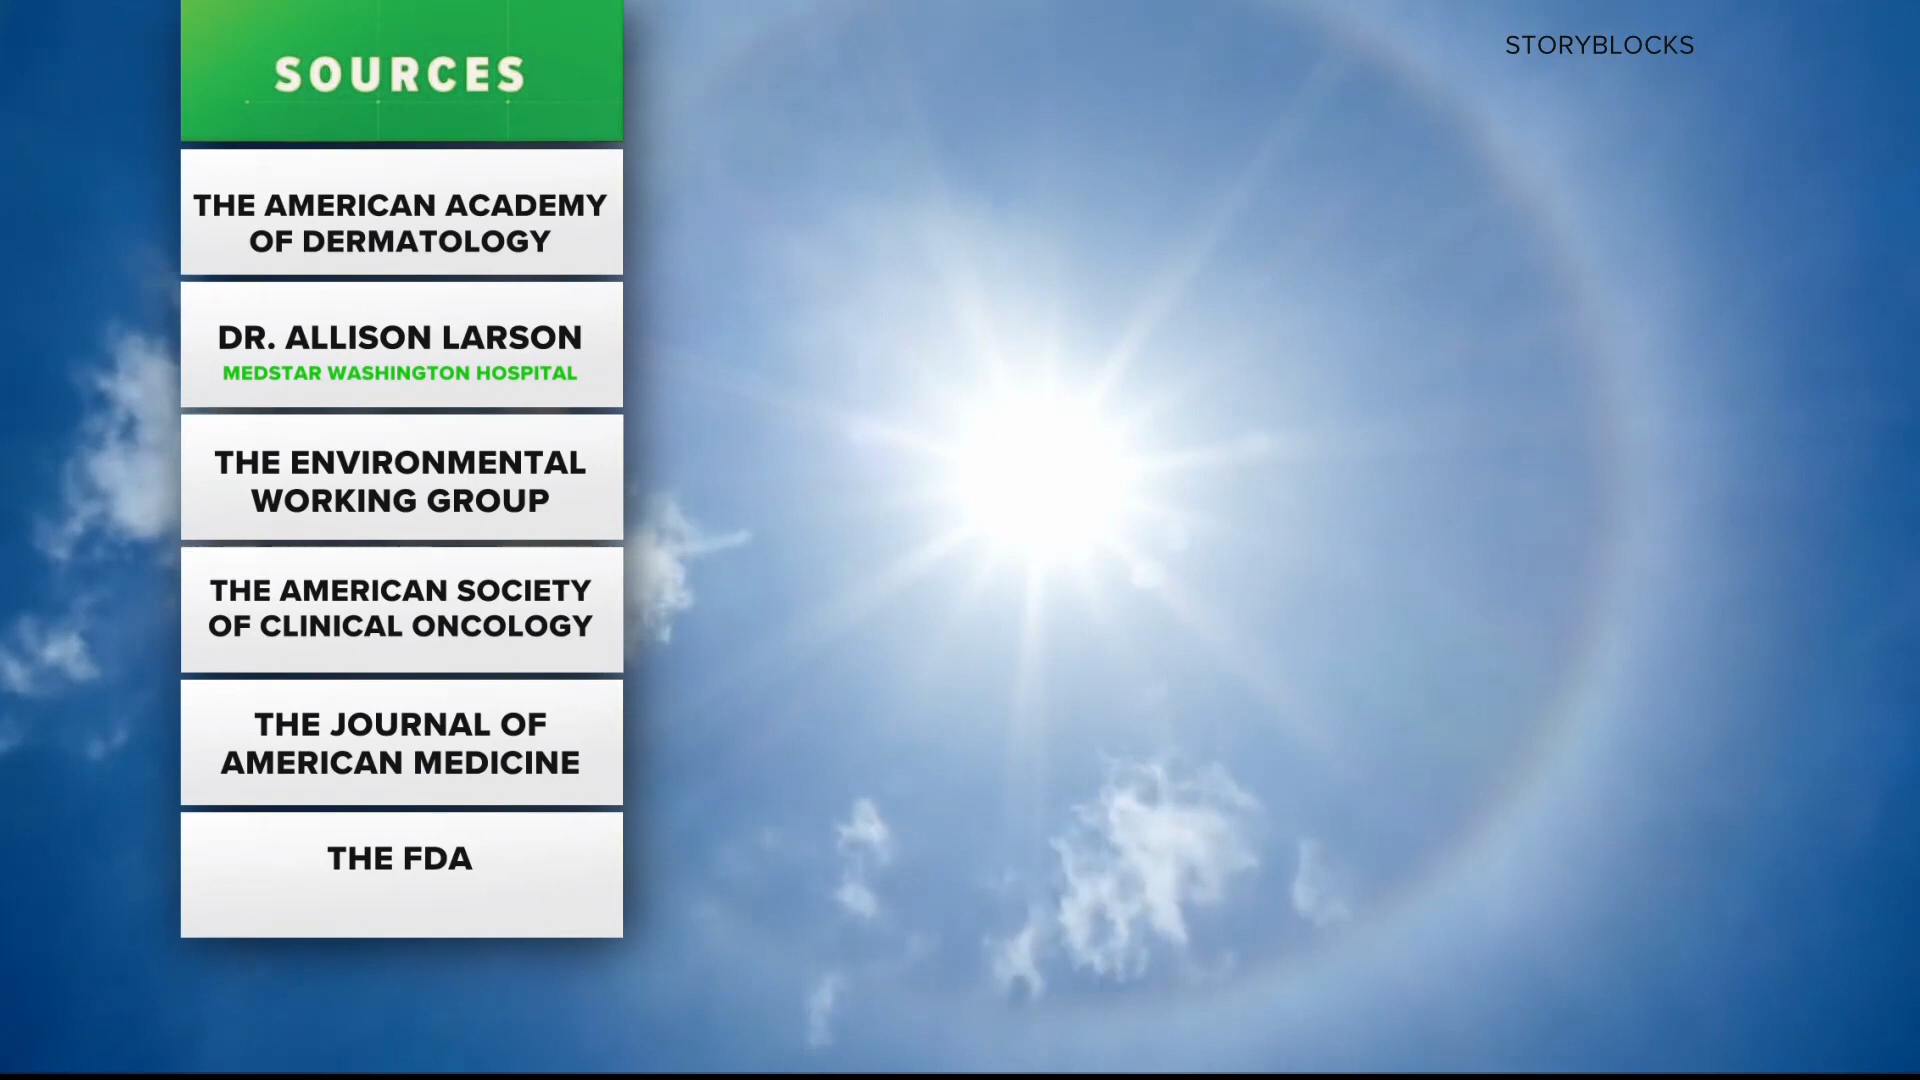 STORYBLOCKS
SOURCES
THE AMERICAN ACADEMY
OF DERMATOLOGY
DR. ALLISON LARSON
MEDSTAR WASHINGTON HOSPITAL
THE ENVIRONMENTAL
WORKING GROUP
THE AMERICAN SOCIETY
OF CLINICAL ONCOLOGY
THE JOURNAL OF
AMERICAN MEDICINE
THE FDA